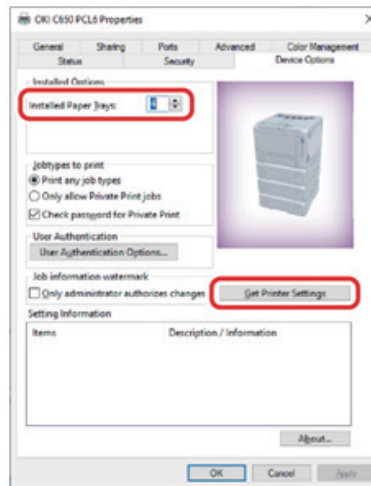 OKI C650 PCL6 Properties
General Sharing Ports Advanced Color Management
Status Security Device Options
Installed Options
Installed Paper Trays: 4
Jobtypes to print
Print any job types
Only allow Private Print jobs
Check password for Private Print
User Authentication
User Authentication Options...
Job information watermark
Only administrator authorizes changes Get Printer Settings
Setting Information
Items Description / Information
About...
OK Cancel Apply